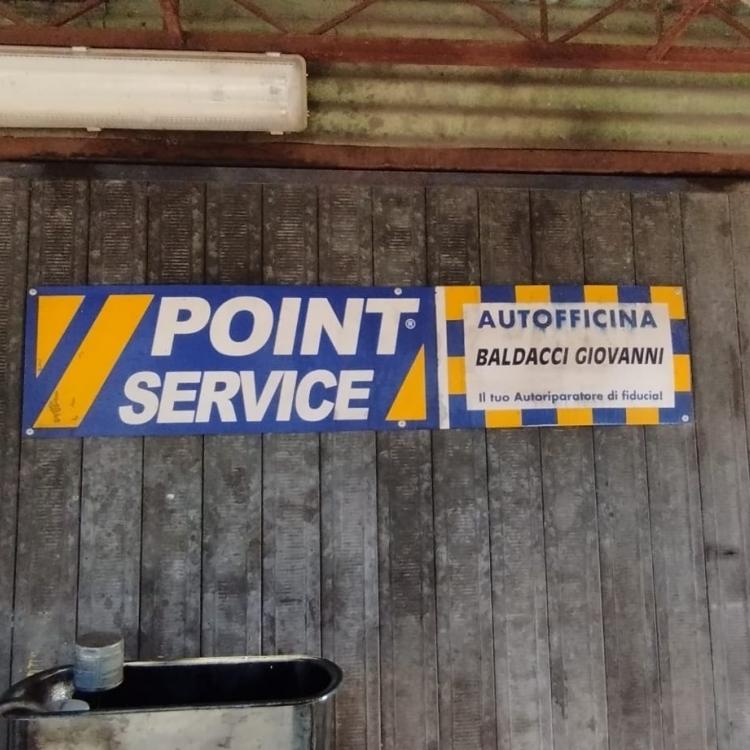 POINT®
SERVICE
AUTOFFICINA
BALDACCI GIOVANNI
Il tuo Autoriparatore di fiducia!